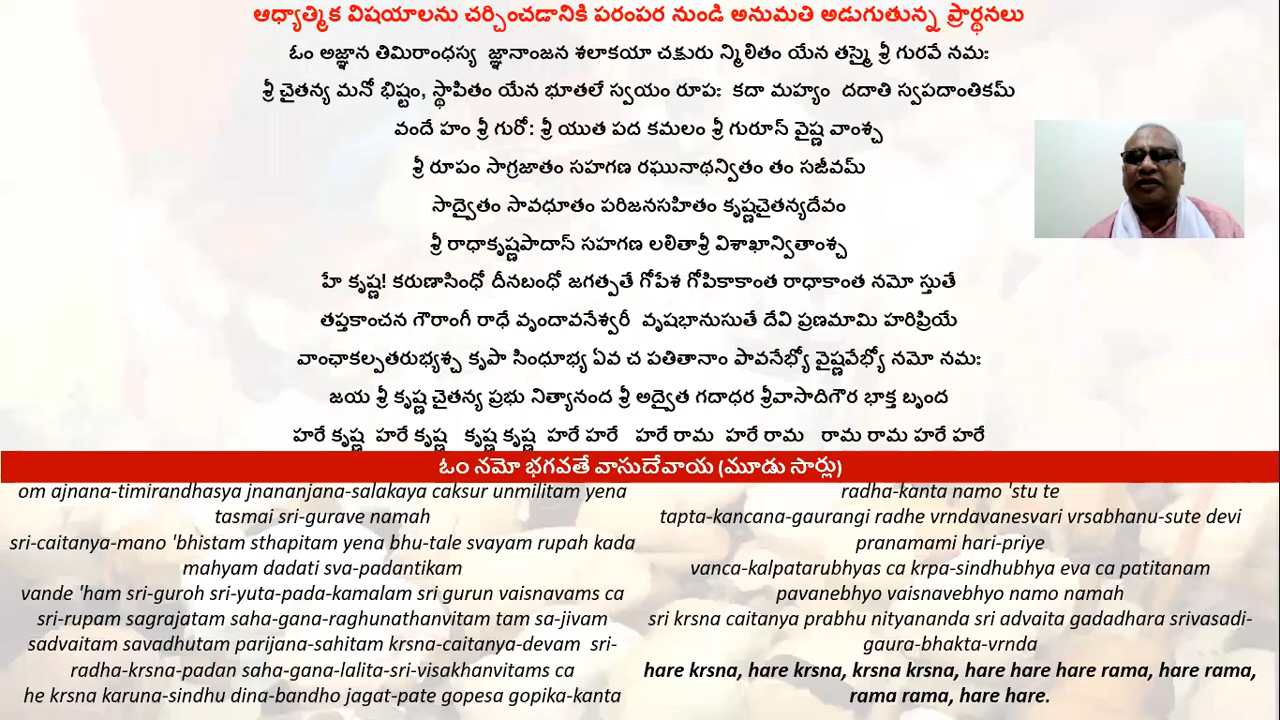 ఆధ్యాత్మిక విషయాలను చర్చించడానికి పరంపర నుండి అనుమతి అడుగుతున్న ప్రార్థనలు
ఓం అజ్ఞాన తిమిరాంధస్య  జ్ఞానాంజన శలాకయా చక్షురు న్మిలితం యేన తస్మై శ్రీ గురవే నమః
శ్రీ చైతన్య మనో భిష్టం, స్థాపితం యేన భూతలే స్వయం రూపః  కదా మహ్యం  దదాతి స్వపదాంతికమ్
వందే హం శ్రీ గురో: శ్రీ యుత పద కమలం శ్రీ గురూస్ వైష్ణ వాంశ్చ
శ్రీ రూపం సాగ్రజాతం సహగణ రఘునాథన్వితం తం సజీవమ్
సాద్వైతం సావధూతం పరిజనసహితం కృష్ణచైతన్యదేవం
శ్రీ రాధాకృష్ణపాదాస్ సహగణ లలితాశ్రీ విశాఖాన్వితాంశ్చ
హే కృష్ణ! కరుణాసింధో దీనబంధో జగత్పతే గోపేశ గోపికాకాంత రాధాకాంత నమో స్తుతే
తప్తకాంచన గౌరాంగీ రాధే వృందావనేశ్వరీ  వృషభానుసుతే దేవి ప్రణమామి హరిప్రియే
వాంఛాకల్పతరుభ్యశ్చ కృపా సింధూభ్య ఏవ చ పతితానాం పావనేభ్యో వైష్ణవేభ్యో నమో నమః
జయ శ్రీ కృష్ణ చైతన్య ప్రభు నిత్యానంద శ్రీ అద్వైత గదాధర శ్రీవాసాదిగౌర భాక్త బృంద
హరే కృష్ణ  హరే కృష్ణ  కృష్ణ కృష్ణ  హరే హరే  హరే రామ  హరే రామ  రామ రామ హరే హరే
ఓం నమో భగవతే వాసుదేవాయ (మూడు సార్లు)
om ajnana-timirandhasya jnananjana-salakaya caksur unmilitam yena
tasmai sri-gurave namah
sri-caitanya-mano 'bhistam sthapitam yena bhu-tale svayam rupah kada
mahyam dadati sva-padantikam
vande 'ham sri-guroh sri-yuta-pada-kamalam sri gurun vaisnavams ca
sri-rupam sagrajatam saha-gana-raghunathanvitam tam sa-jivam
sadvaitam savadhutam parijana-sahitam krsna-caitanya-devam  sri-
radha-krsna-padan saha-gana-lalita-sri-visakhanvitams ca
he krsna karuna-sindhu dina-bandho jagat-pate gopesa gopika-kanta
radha-kanta namo 'stu te
tapta-kancana-gaurangi radhe vrndavanesvari vrsabhanu-sute devi
pranamami hari-priye
vanca-kalpatarubhyas ca krpa-sindhubhya eva ca patitanam
pavanebhyo vaisnavebhyo namo namah
sri krsna caitanya prabhu nityananda sri advaita gadadhara srivasadi-
gaura-bhakta-vrnda
hare krsna, hare krsna, krsna krsna, hare hare hare rama, hare rama,
rama rama, hare hare.